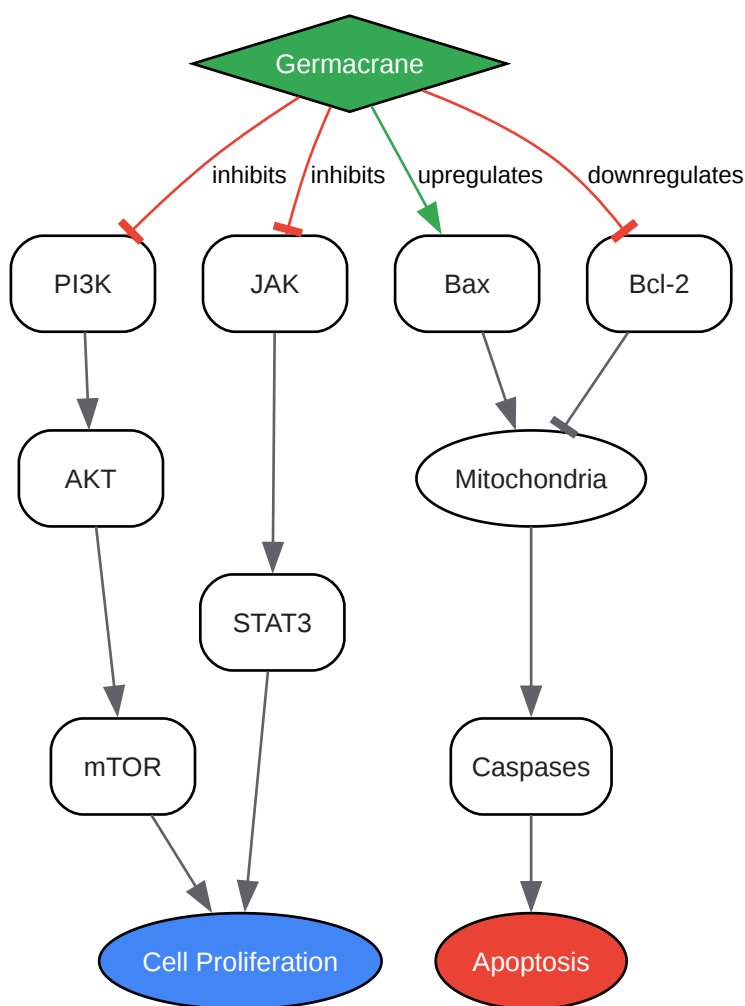 Germacrane
inhibits
inhibits
upregulates
downregulates
PI3K
JAK
Bax
Bcl-2
AKT
Mitochondria
STAT3
mTOR
Caspases
Cell Proliferation
Apoptosis